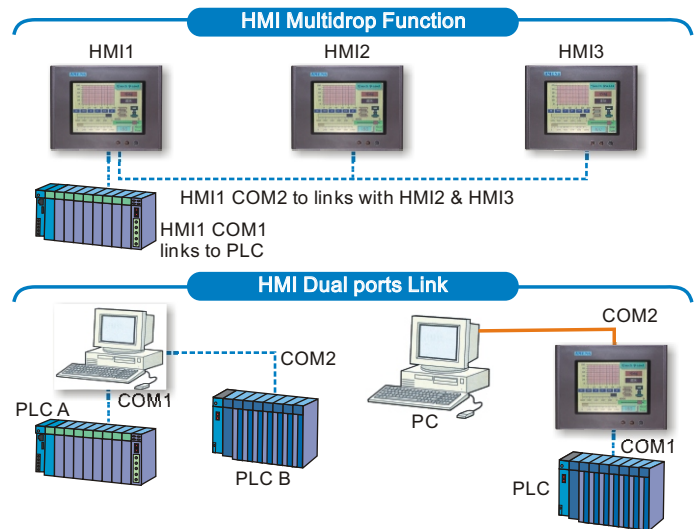 HMI Multidrop Function
HMI1
HMI2
HMI3
HMI1 COM2 to links with HMI2 & HMI3
HMI1 COM1
links to PLC
HMI Dual ports Link
COM2
COM2
PLC A
COM1
PC
COM1
PLC B
PLC